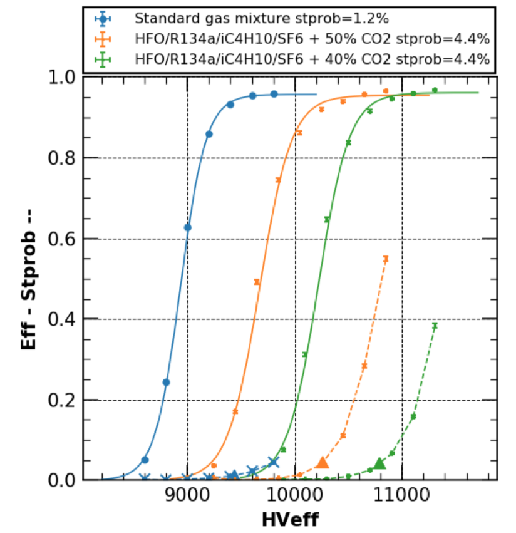 Standard gas mixture stprob=1.2%
HFO/R134a/iC4H10/SF6 + 50% CO2 stprob=4.4%
HFO/R134a/iC4H10/SF6 + 40% CO2 stprob=4.4%
1.0
0.8
0.6
0.4
0.2
0.0
Eff - Stprob --
9000 10000 11000
HVeff